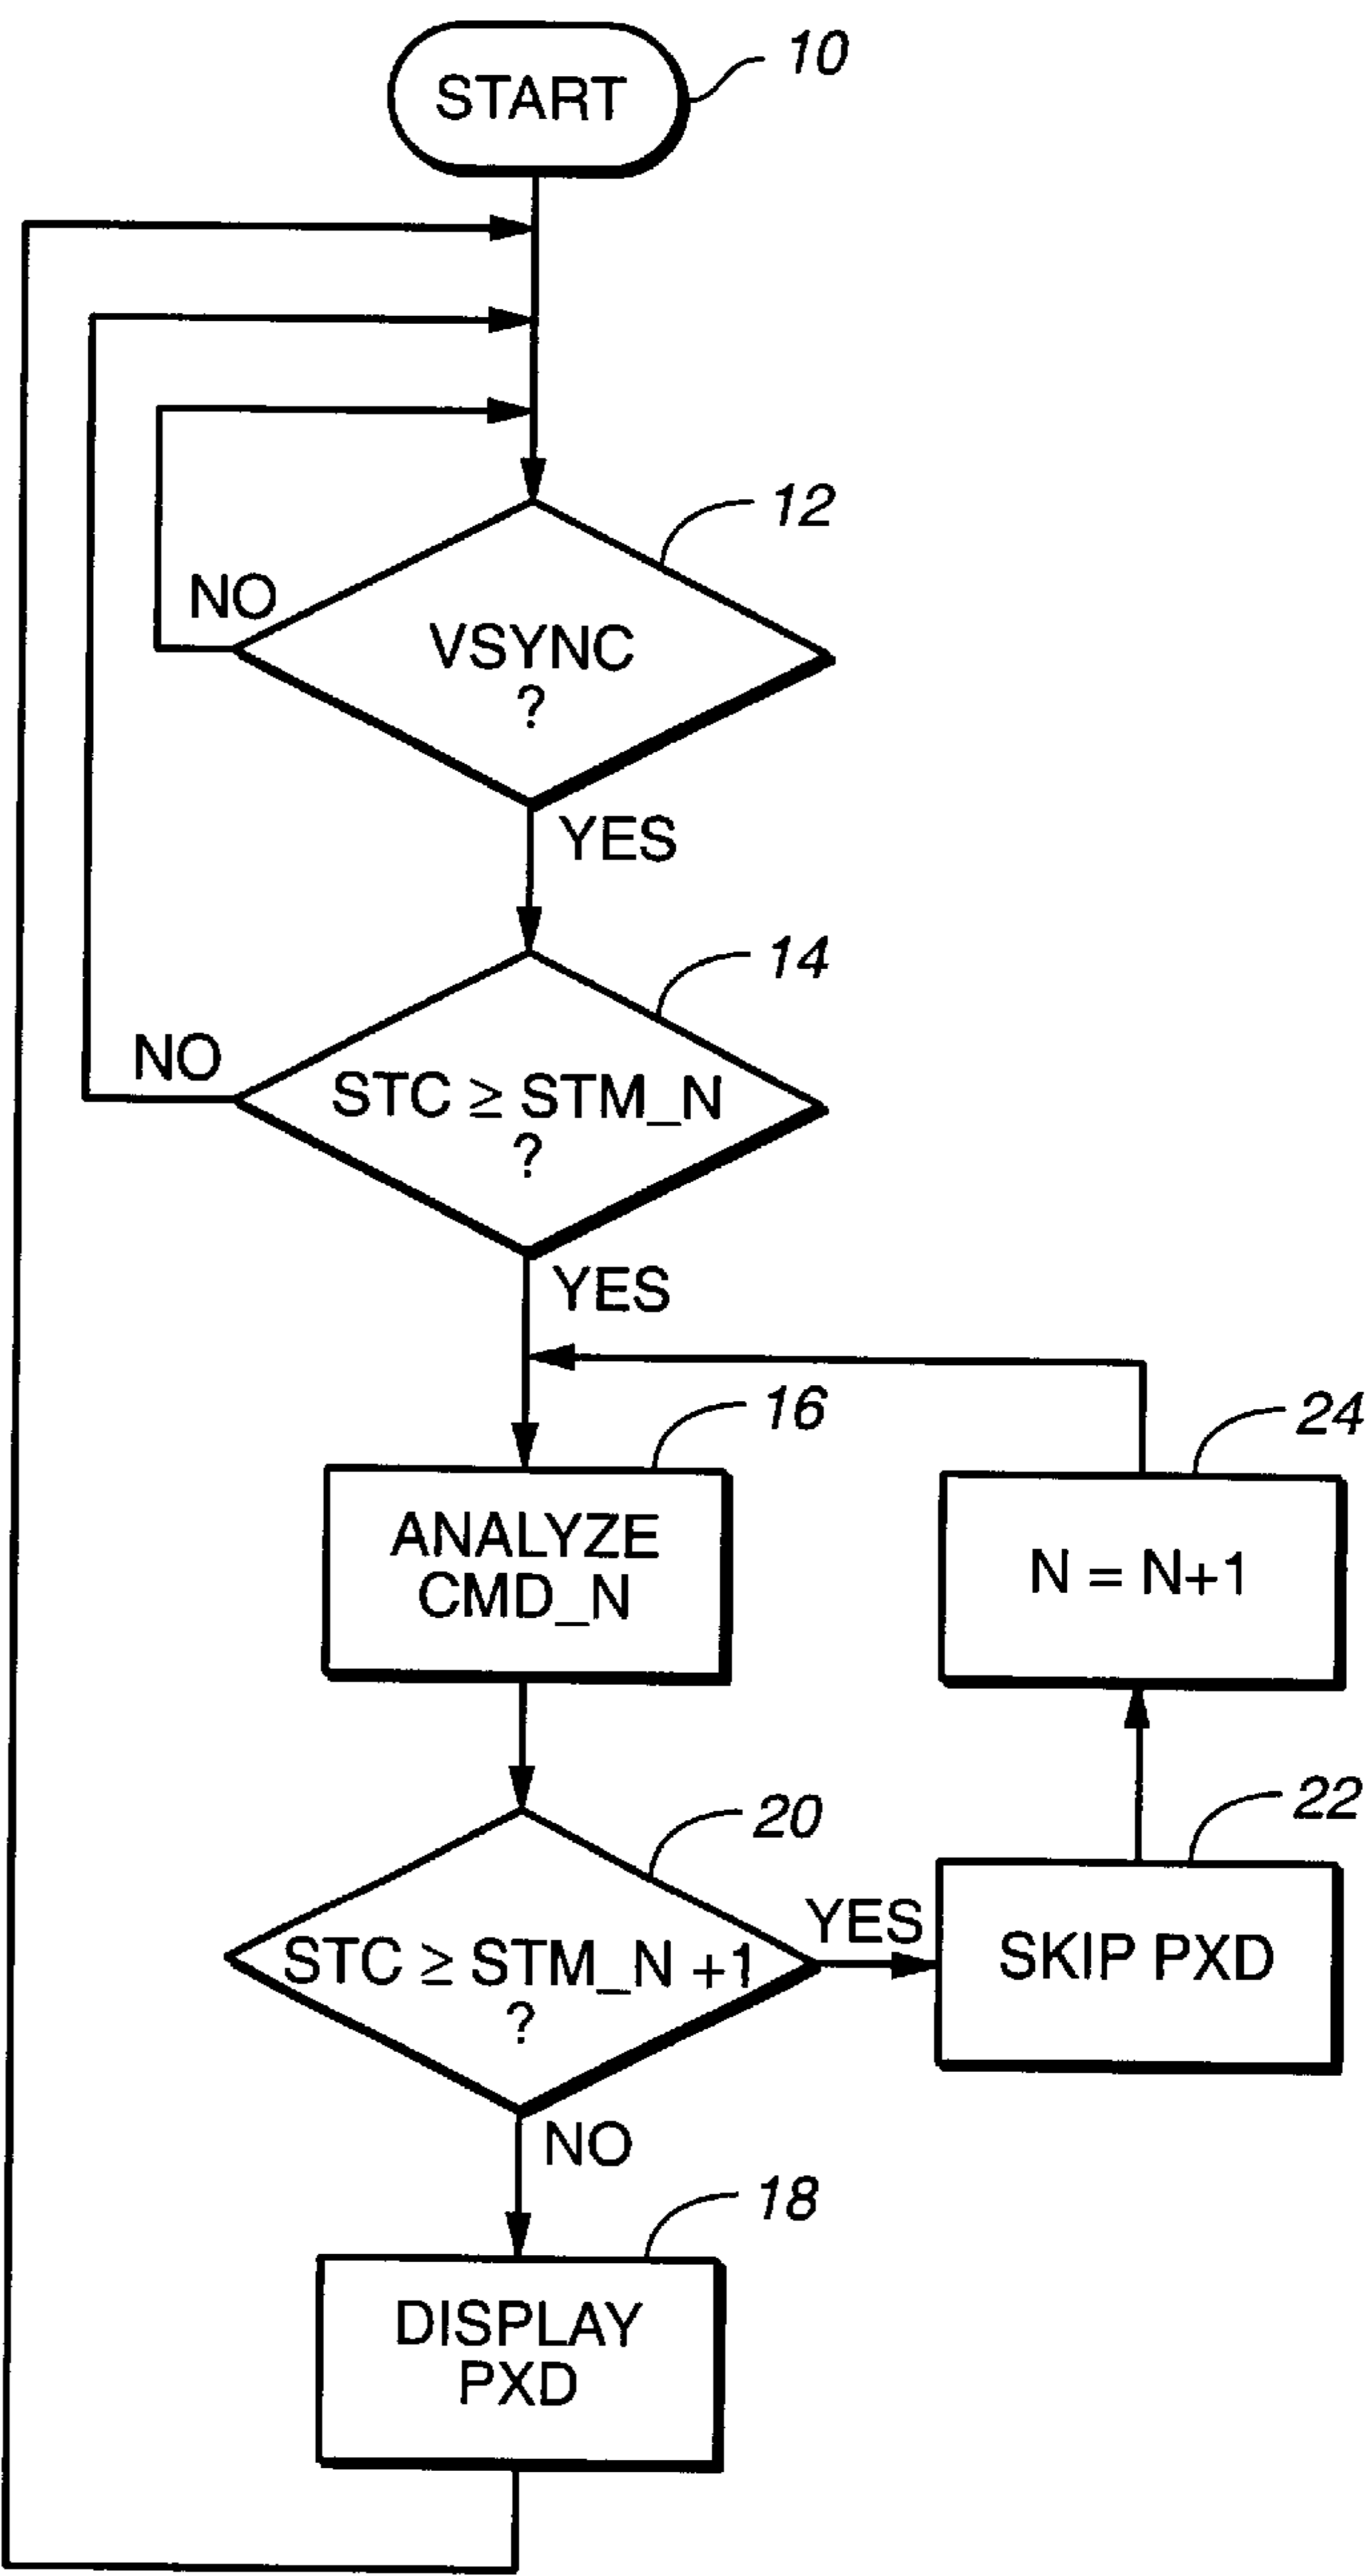 START
10
12
NO
VSYNC
?
YES
14
NO
STC ≥ STM_N
?
YES
16
24
ANALYZE
CMD_N
N = N+1
20
22
YES
STC ≥ STM_N +1
?
SKIP PXD
NO
18
DISPLAY
PXD